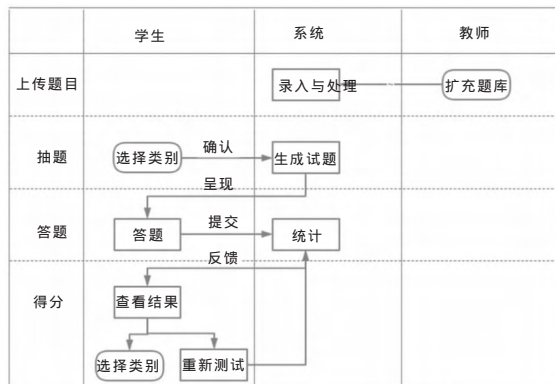 学生
系统
教师
上传题目
录入与处理
扩充题库
抽题
选择类别
确认
生成试题
呈现
答题
答题
提交
统计
反馈
得分
查看结果
选择类别
重新测试